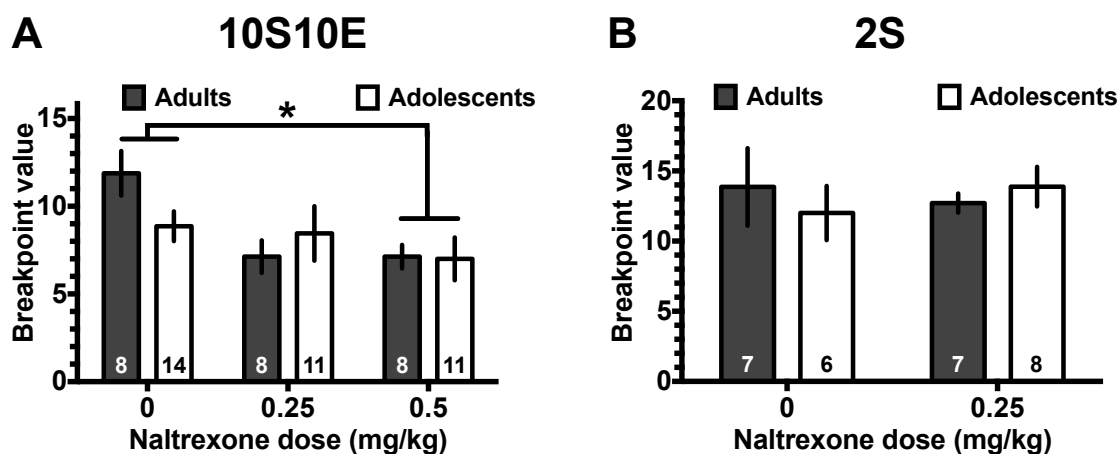 A
10S10E
Adults
Adolescents
*
15
10
5
0
Breakpoint value
8
14
8
11
8
11
0
0.25
0.5
Naltrexone dose (mg/kg)
B
2S
Adults
Adolescents
20
15
10
5
0
Breakpoint value
7
6
7
8
0
0.25
Naltrexone dose (mg/kg)